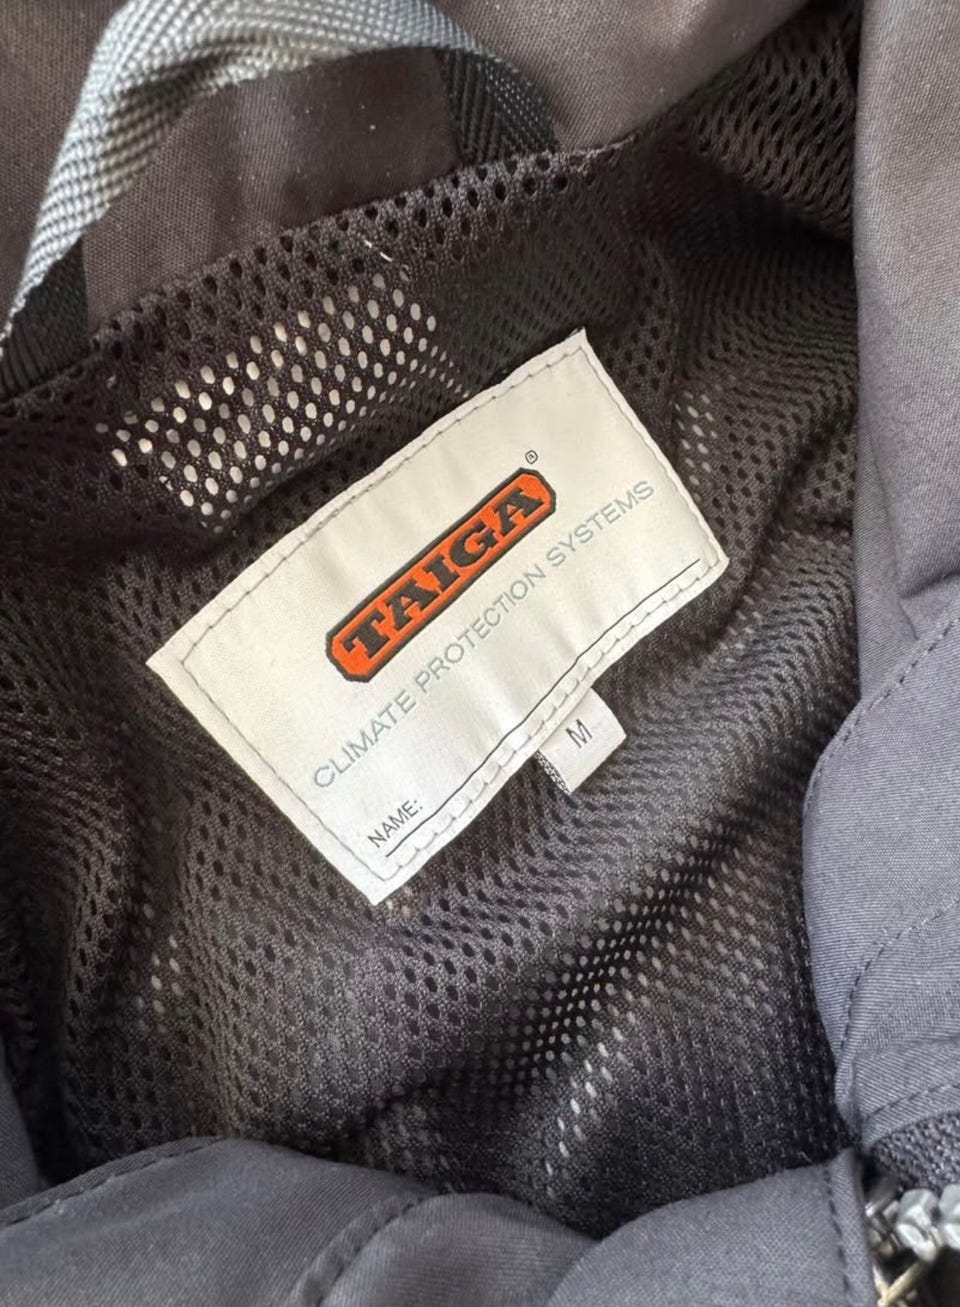 TAIGA®
CLIMATE PROTECTION SYSTEMS
NAME:
M